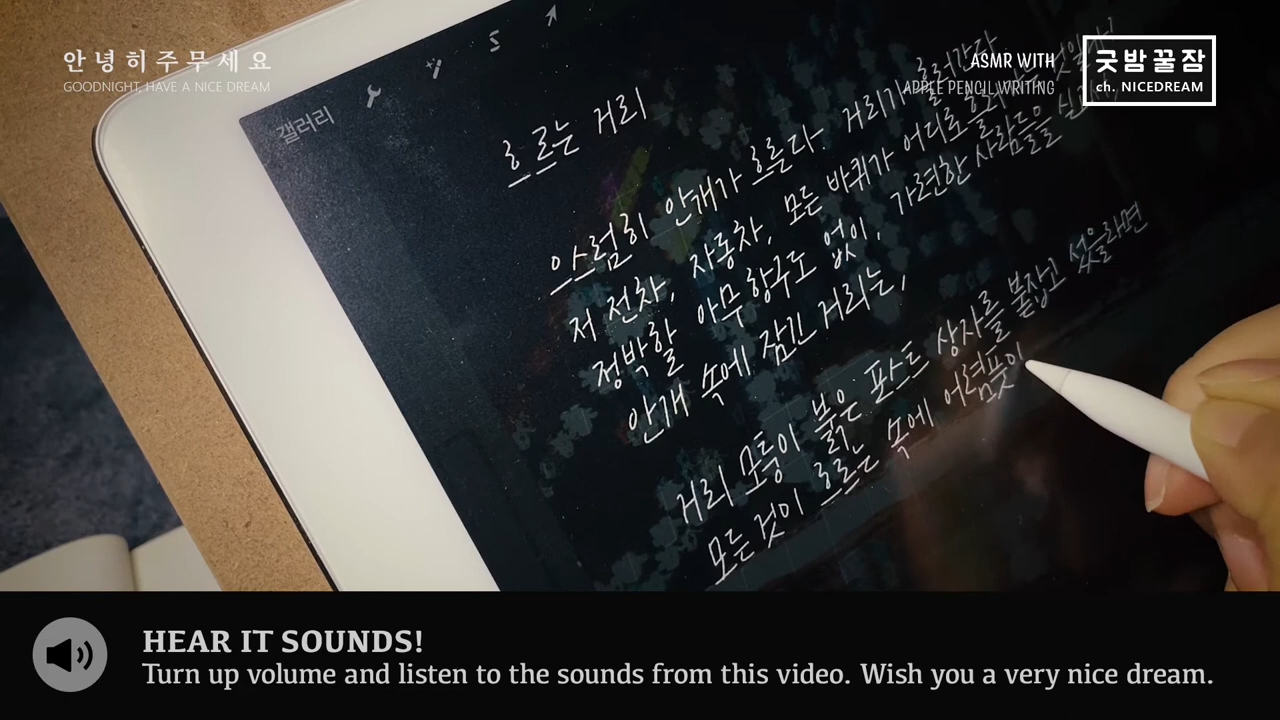 안녕히주무세요
GOODNIGHT, HAVE A NICE DREAM
ASMR WITH
APPLE PENCIL WRITING
굿밤꿀잠
ch. NICEDREAM
갤러리
흐르는 거리
으스럼히 안개가 흐른다. 거리가 흘러간다
저 전차, 자동차, 모든 바퀴가 어디로 흘러 것일까?
정박할 아무 항구도 없이, 가련한 사람들을 실고서,
안개 속에 잠긴 거리는,
거리 모퉁이 붉은 포스트 상자를 붙잡고 섰을라면
모든 것이 흐르는 속에 어렴풋이
HEAR IT SOUNDS!
Turn up volume and listen to the sounds from this video. Wish you a very nice dream.